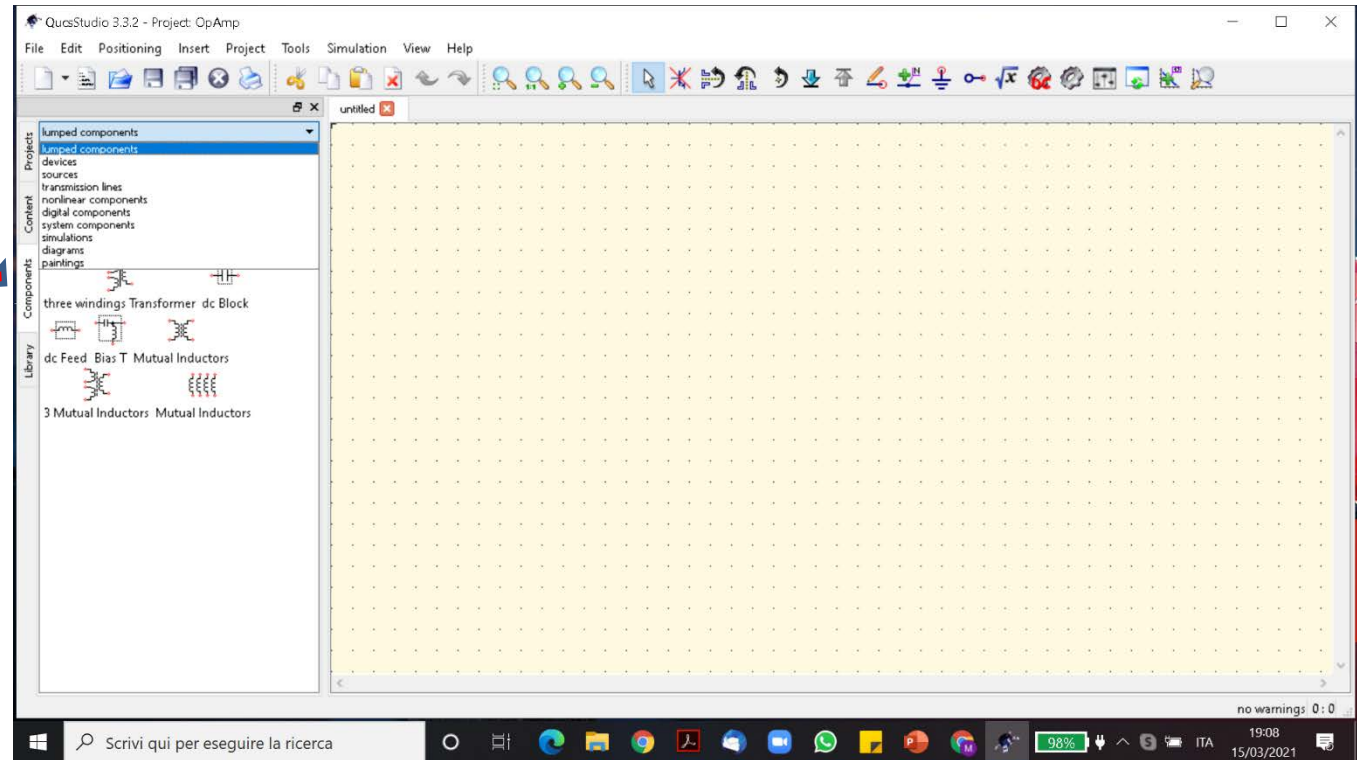 QucsStudio 3.3.2 - Project: OpAmp
File Edit Positioning Insert Project Tools Simulation View Help
untitled
Projects
Content
Components
Library
lumped components
lumped components
devices
sources
transmission lines
nonlinear components
digital components
system components
simulations
diagrams
paintings
three windings Transformer dc Block
dc Feed Bias T Mutual Inductors
3 Mutual Inductors Mutual Inductors
no warnings 0 : 0
Scrivi qui per eseguire la ricerca
98%
ITA
19:08
15/03/2021